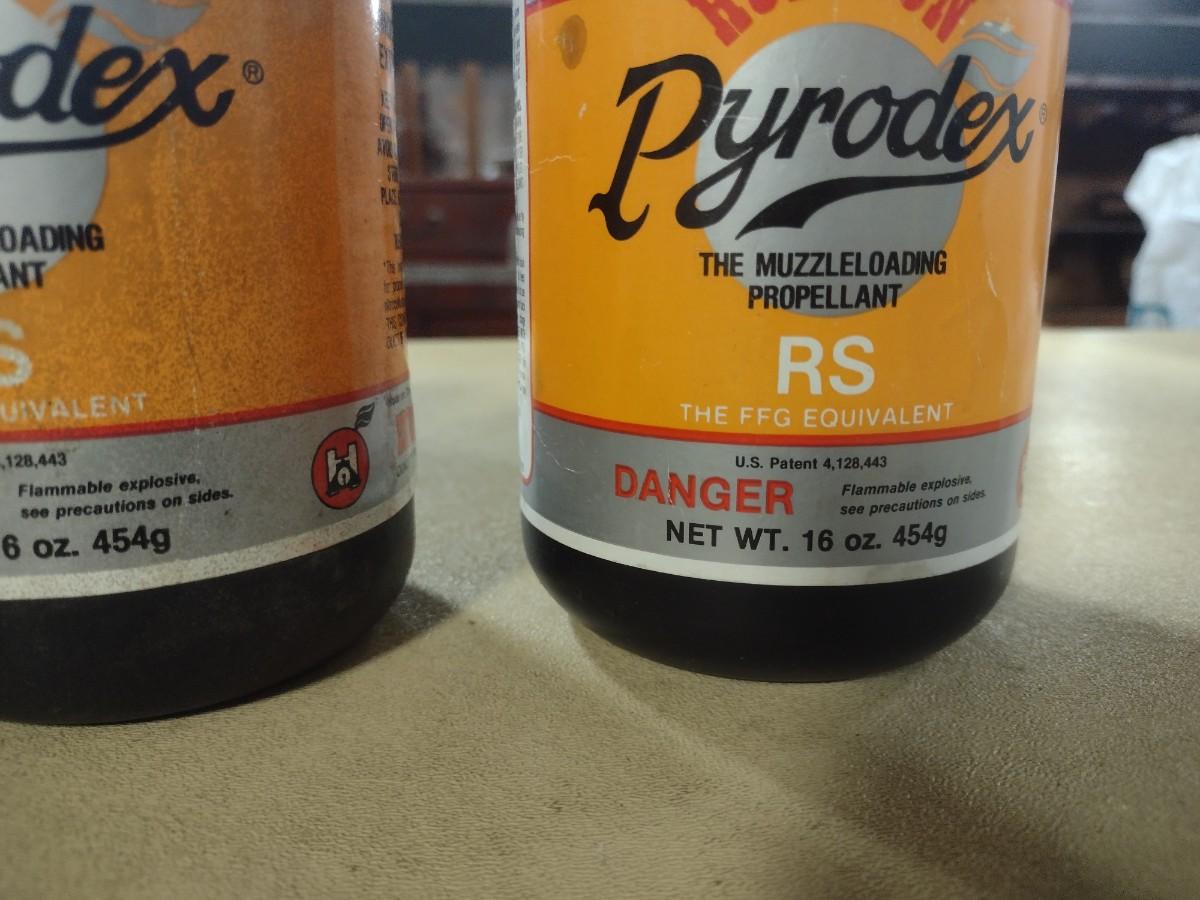 dex®
OADING
ANT
S
UIVALENT
,128,443
Flammable explosive,
see precautions on sides.
6 oz. 454g
H
Pyrodex®
THE MUZZLELOADING
PROPELLANT
RS
THE FFG EQUIVALENT
U.S. Patent 4,128,443
DANGER
Flammable explosive,
see precautions on sides.
NET WT. 16 oz. 454g